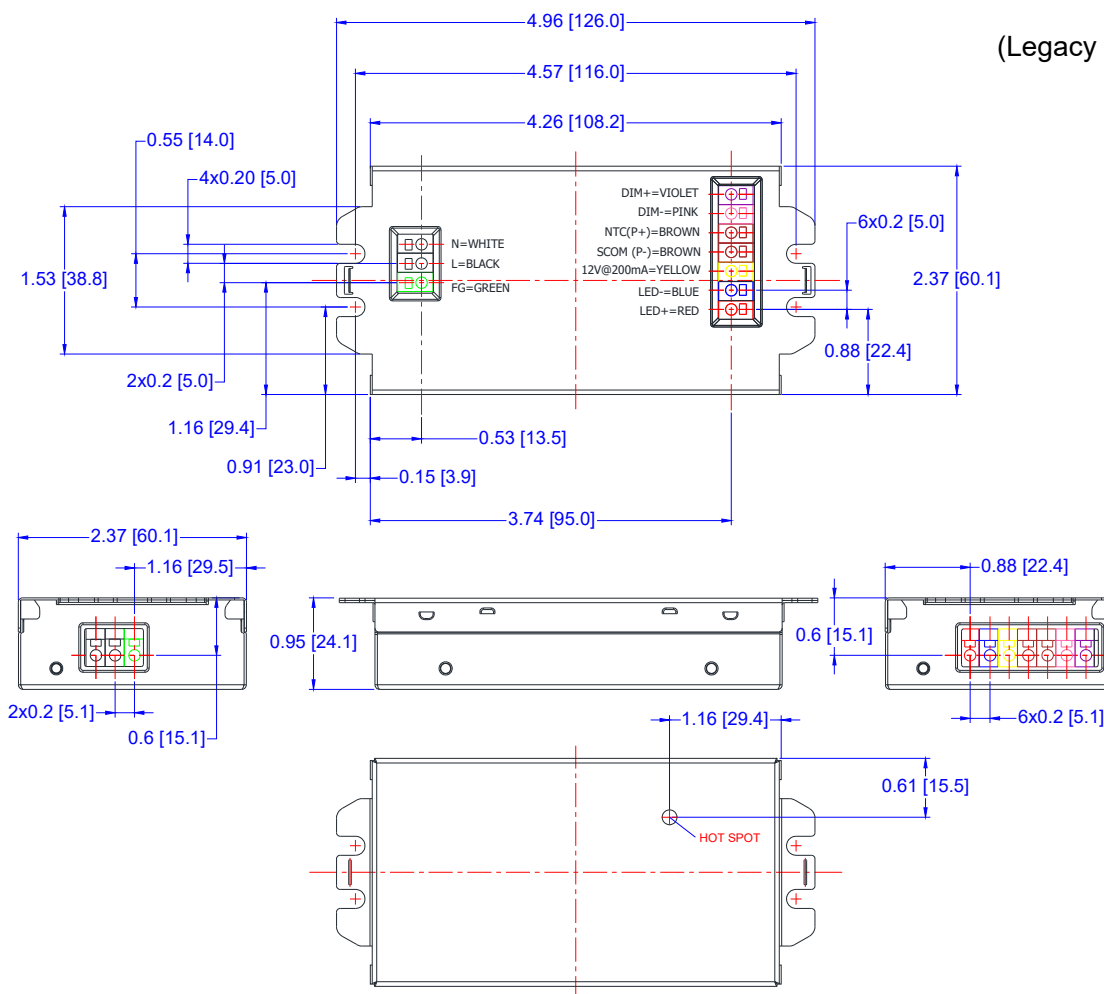 4.96 [126.0]
(Legacy
4.57 [116.0]
4.26 [108.2]
0.55 [14.0]
4x0.20 [5.0]
DIM+=VIOLET
DIM-=PINK
6x0.2 [5.0]
NTC(P+)=BROWN
N=WHITE
SCOM (P-)=BROWN
L=BLACK
12V@200mA=YELLOW
1.53 [38.8]
2.37 [60.1]
FG=GREEN
LED-=BLUE
LED+=RED
0.88 [22.4]
2x0.2 [5.0]
1.16 [29.4]
0.53 [13.5]
0.91 [23.0]
0.15 [3.9]
3.74 [95.0]
2.37 [60.1]
1.16 [29.5]
0.88 [22.4]
0.95 [24.1]
0.6 [15.1]
2x0.2 [5.1]
0.6 [15.1]
1.16 [29.4]
6x0.2 [5.1]
0.61 [15.5]
HOT SPOT